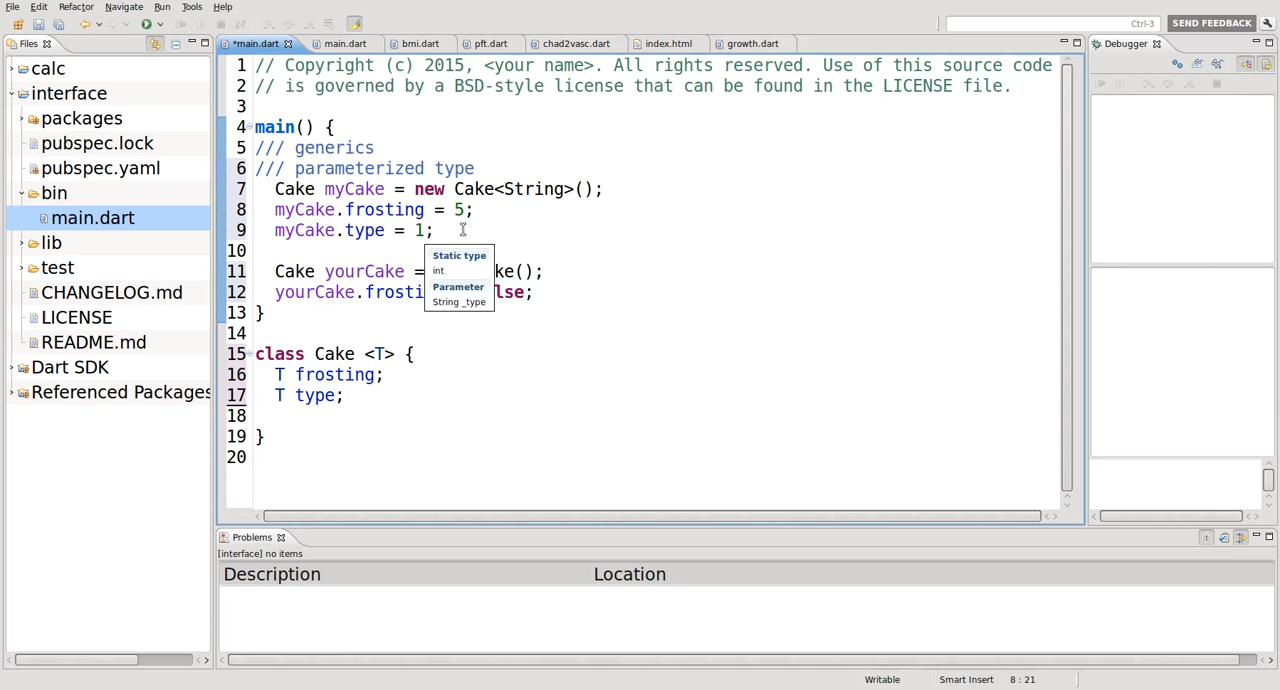 File Edit Refactor Navigate Run Tools Help
Ctrl-3 SEND FEEDBACK
Files
*main.dart main.dart bmi.dart pft.dart chad2vasc.dart index.html growth.dart
Debugger
calc
interface
packages
pubspec.lock
pubspec.yaml
bin
main.dart
lib
test
CHANGELOG.md
LICENSE
README.md
Dart SDK
Referenced Packages
1 // Copyright (c) 2015, <your name>. All rights reserved. Use of this source code
2 // is governed by a BSD-style license that can be found in the LICENSE file.
3
4 main() {
5 /// generics
6 /// parameterized type
7 Cake myCake = new Cake<String>();
8 myCake.frosting = 5;
9 myCake.type = 1;
10
11 Cake yourCake = ke();
12 yourCake.frosti lse;
13 }
14
15 class Cake <T> {
16 T frosting;
17 T type;
18
19 }
20
Static type
int
Parameter
String _type
Problems
[interface] no items
Description Location
Writable Smart Insert 8 : 21